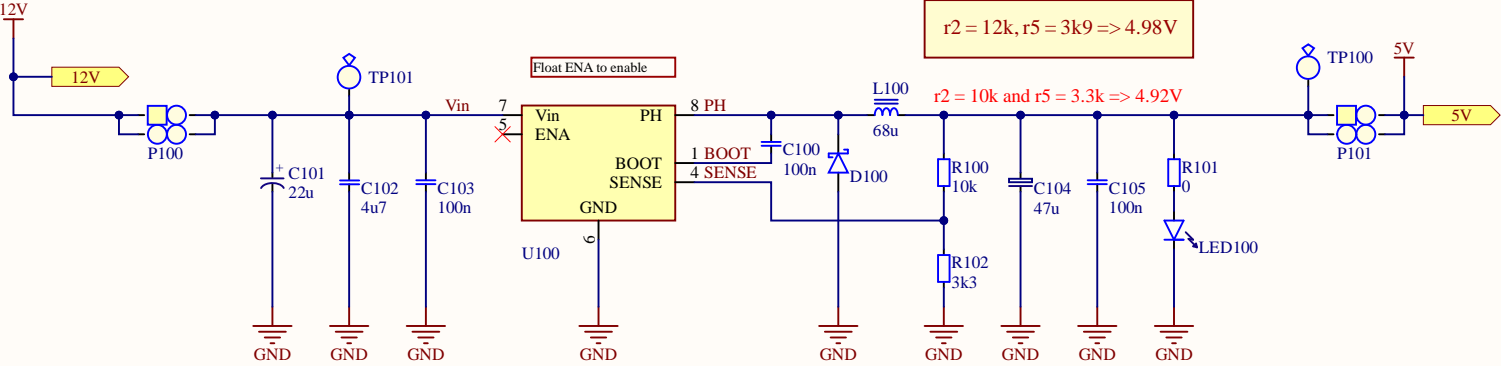 12V
r2 = 12k, r5 = 3k9 => 4.98V
12V
TP101
Float ENA to enable
TP100
5V
L100
r2 = 10k and r5 = 3.3k => 4.92V
Vin
7
Vin
PH
8 PH
68u
5V
5
ENA
P100
BOOT
1 BOOT
C100
100n
SENSE
4 SENSE
D100
P101
C101
22u
C102
4u7
C103
100n
R100
10k
C104
47u
C105
100n
R101
0
GND
6
U100
R102
3k3
LED100
GND
GND
GND
GND
GND
GND
GND
GND
GND